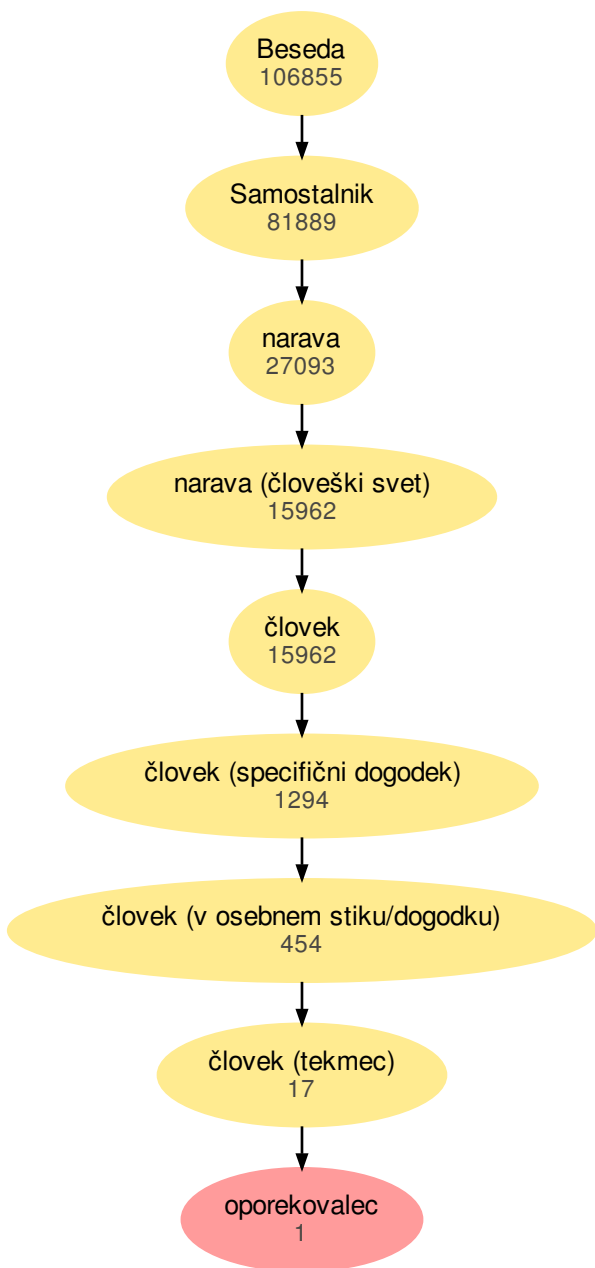 Beseda
106855
Samostalnik
81889
narava
27093
narava (človeški svet)
15962
človek
15962
človek (specifični dogodek)
1294
človek (v osebnem stiku/dogodku)
454
človek (tekmec)
17
oporekovalec
1